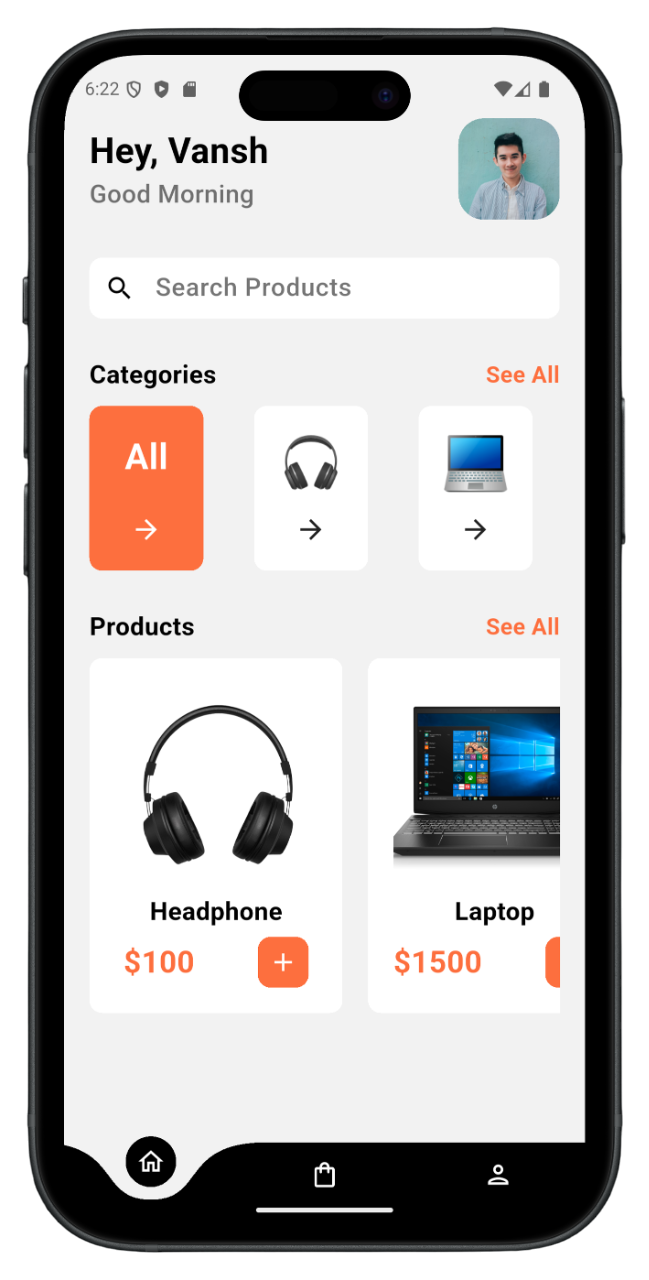 6:22
Hey, Vansh
Good Morning
Search Products
Categories
See All
All
Products
See All
Headphone
Laptop
$100
$1500